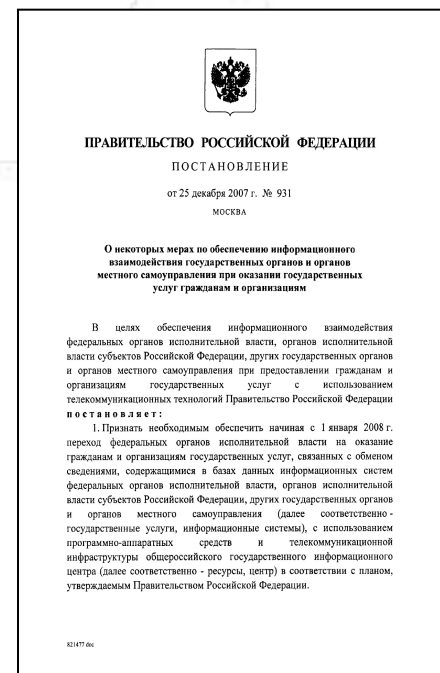 ПРАВИТЕЛЬСТВО РОССИЙСКОЙ ФЕДЕРАЦИИ
ПОСТАНОВЛЕНИЕ
от 25 декабря 2007 г. № 931
МОСКВА
О некоторых мерах по обеспечению информационного
взаимодействия государственных органов и органов
местного самоуправления при оказании государственных
услуг гражданам и организациям
В целях обеспечения информационного взаимодействия
федеральных органов исполнительной власти, органов исполнительной
власти субъектов Российской Федерации, других государственных органов
и органов местного самоуправления при предоставлении гражданам и
организациям государственных услуг с использованием
телекоммуникационных технологий Правительство Российской Федерации
постановляет:
1. Признать необходимым обеспечить начиная с 1 января 2008 г.
переход федеральных органов исполнительной власти на оказание
гражданам и организациям государственных услуг, связанных с обменом
сведениями, содержащимися в базах данных информационных систем
федеральных органов исполнительной власти, органов исполнительной
власти субъектов Российской Федерации, других государственных органов
и органов местного самоуправления (далее соответственно -
государственные услуги, информационные системы), с использованием
программно-аппаратных средств и телекоммуникационной
инфраструктуры общероссийского государственного информационного
центра (далее соответственно - ресурсы, центр) в соответствии с планом,
утверждаемым Правительством Российской Федерации.
821477 doc